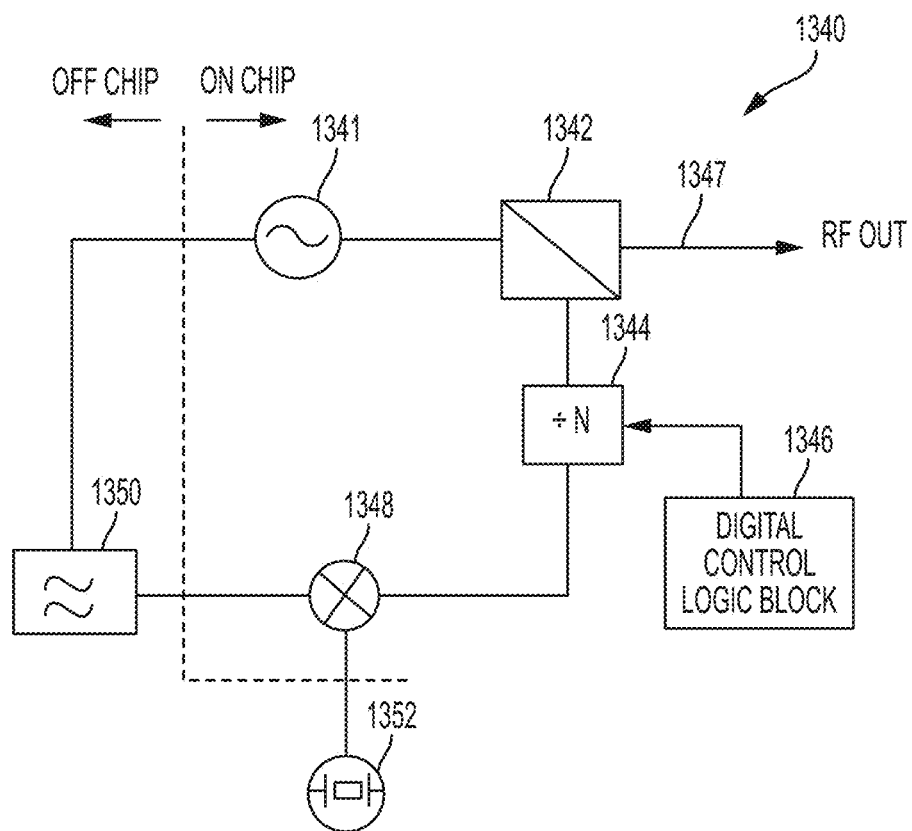 1340
OFF CHIP
ON CHIP
1341
1342
1347
RF OUT
1344
÷ N
1346
1350
1348
DIGITAL
CONTROL
LOGIC BLOCK
1352